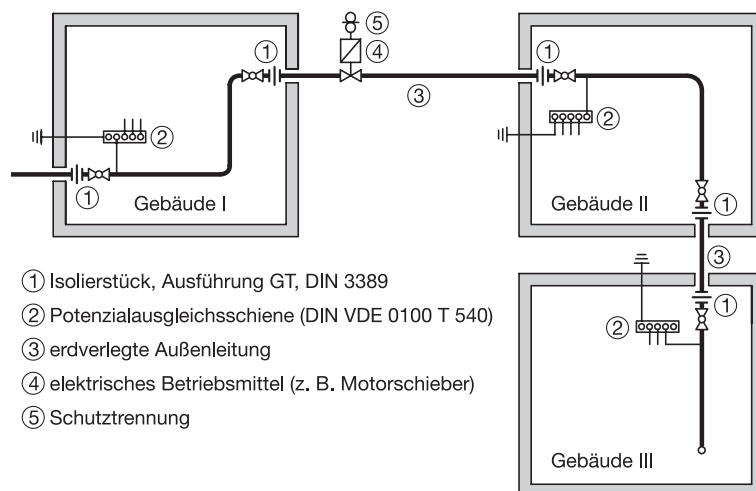 ⑤
① ④ ①
③
② ②
①
Gebäude I
Gebäude II
①
③
① Isolierstück, Ausführung GT, DIN 3389
① 
② Potenzialausgleichsschiene (DIN VDE 0100 T 540)
②
③ erdverlegte Außenleitung
④ elektrisches Betriebsmittel (z. B. Motorschieber)
⑤ Schutztrennung
Gebäude III